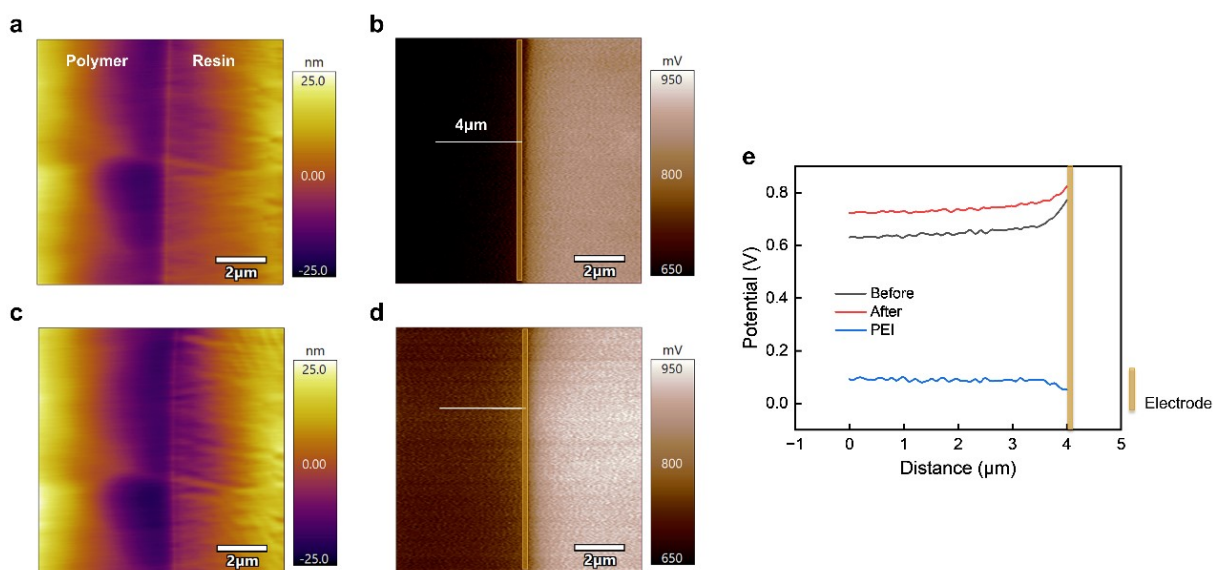 a
Polymer
Resin
nm
25.0
0.00
-25.0
2μm
b
4μm
mV
950
800
650
2μm
c
nm
25.0
0.00
-25.0
2μm
d
mV
950
800
650
2μm
e
Potential (V)
0.8
0.6
0.4
0.2
0.0
Before
After
PEI
−1 0 1 2 3 4 5
Distance (μm)
Electrode